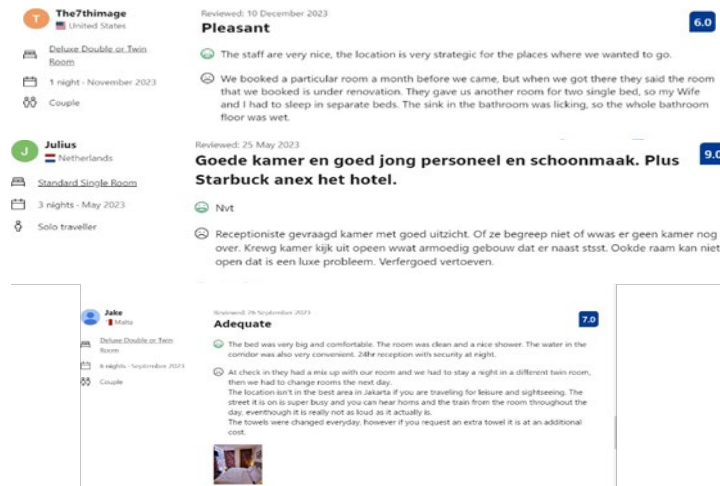 T
The7thimage
United States
Deluxe Double or Twin
Room
1 night · November 2023
Couple
Reviewed: 10 December 2023
Pleasant
6.0
The staff are very nice, the location is very strategic for the places where we wanted to go.
We booked a particular room a month before we came, but when we got there they said the room
that we booked is under renovation. They gave us another room for two single bed, so my Wife
and I had to sleep in separate beds. The sink in the bathroom was licking, so the whole bathroom
floor was wet.
J
Julius
Netherlands
Standard Single Room
3 nights · May 2023
Solo traveller
Reviewed: 25 May 2023
Goede kamer en goed jong personeel en schoonmaak. Plus
Starbuck anex het hotel.
9.0
Nvt
Receptioniste gevraagd kamer met goed uitzicht. Of ze begreep niet of wwas er geen kamer nog
over. Krewg kamer kijk uit opeen wwat armoedig gebouw dat er naast stsst. Ookde raam kan niet
open dat is een luxe probleem. Verfergoed vertoeven.
Jake
Malta
Deluxe Double or Twin
Room
6 nights · September 2023
Couple
Reviewed: 26 September 2023
Adequate
7.0
The bed was very big and comfortable. The room was clean and a nice shower. The water in the
corridor was also very convenient. 24hr reception with security at night.
At check in they had a mix up with our room and we had to stay a night in a different twin room,
then we had to change rooms the next day.
The location isn't in the best area in Jakarta if you are traveling for leisure and sightseeing. The
street it is on is super busy and you can hear horns and the train from the room throughout the
day, eventhough it is really not as loud as it actually is.
The towels were changed everyday, however if you request an extra towel it is at an additional
cost.